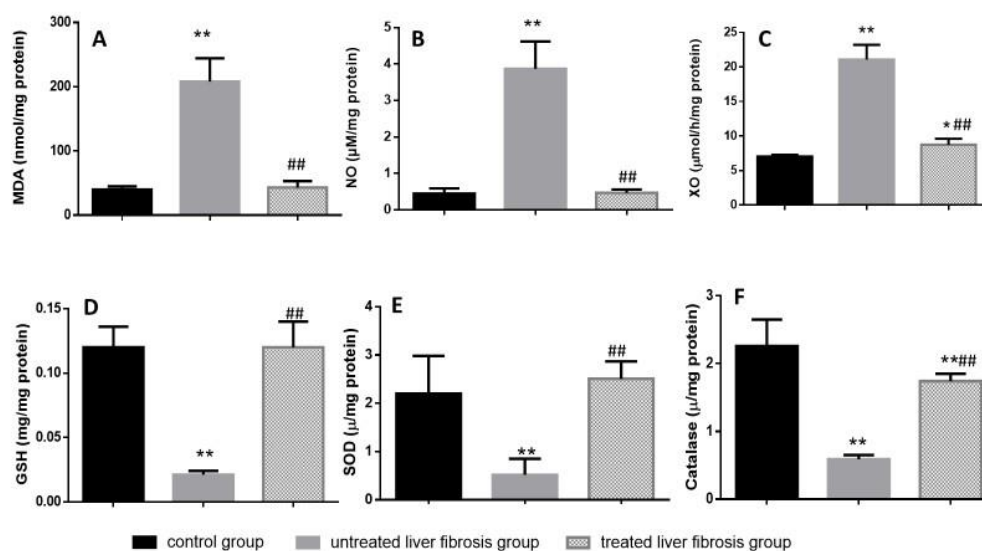 A
MDA (nmol/mg protein)
300
200
100
0
**
##
B
NO (µM/mg protein)
5
4
3
2
1
0
**
##
C
XO (µmol/h/mg protein)
25
20
15
10
5
0
**
* ##
D
GSH (mg/mg protein)
0.15
0.10
0.05
0.00
**
##
E
SOD (µ/mg protein)
4
3
2
1
0
**
##
F
Catalase (µ/mg protein)
3
2
1
0
**
**##
control group
untreated liver fibrosis group
treated liver fibrosis group